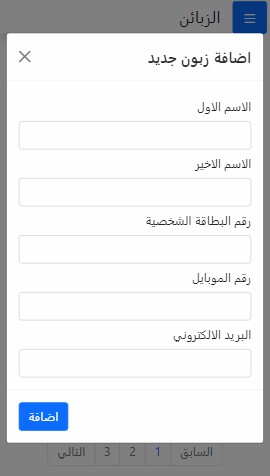 الزبائن
اضافة زبون جديد
الاسم الاول
الاسم الاخير
رقم البطاقة الشخصية
رقم الموبايل
البريد الالكتروني
اضافة
السابق 1 2 3 التالي